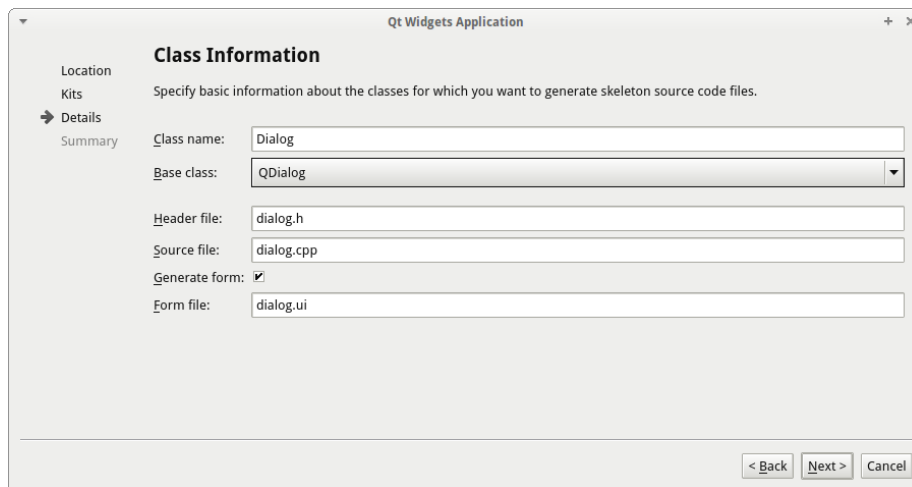 Qt Widgets Application
Location
Kits
Details
Summary
Class Information
Specify basic information about the classes for which you want to generate skeleton source code files.
Class name: Dialog
Base class: QDialog
Header file: dialog.h
Source file: dialog.cpp
Generate form:
Form file: dialog.ui
< Back Next > Cancel